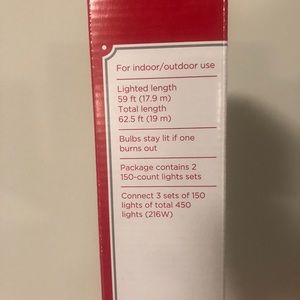 For indoor/outdoor use
Lighted length
59 ft (17.9 m)
Total length
62.5 ft (19 m)
Bulbs stay lit if one
burns out
Package contains 2
150-count lights sets
Connect 3 sets of 150
lights of total 450
lights (216W)